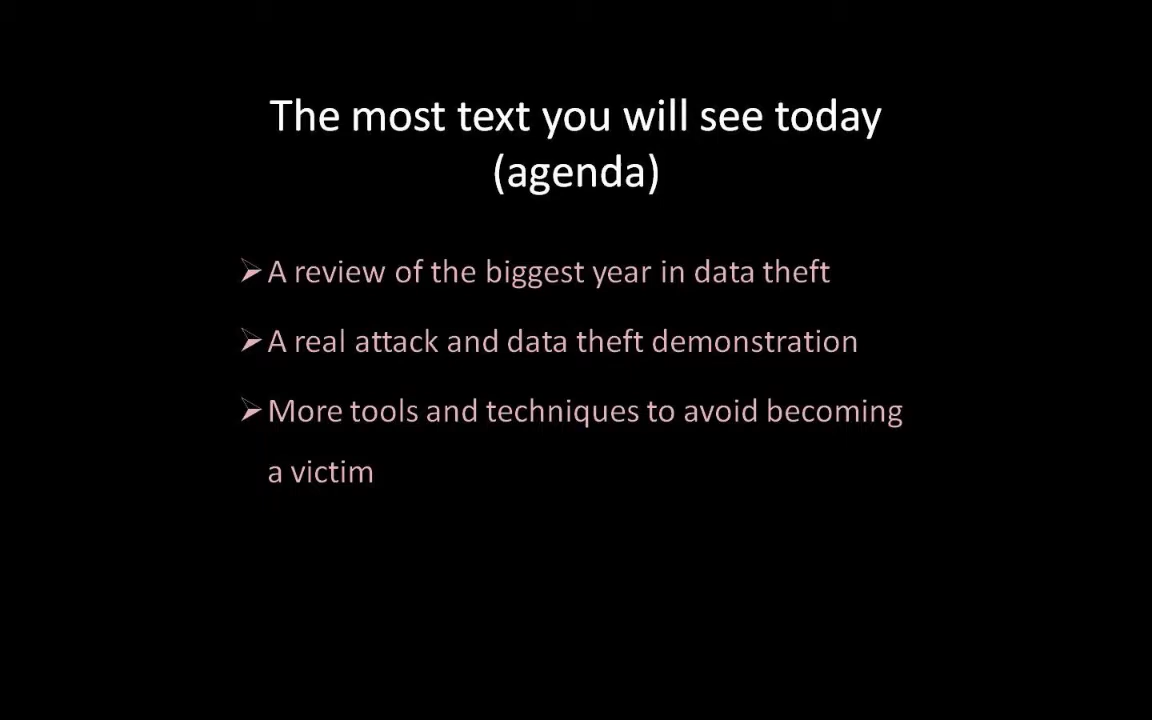 The most text you will see today
(agenda)
➢A review of the biggest year in data theft
➢A real attack and data theft demonstration
➢More tools and techniques to avoid becoming
a victim